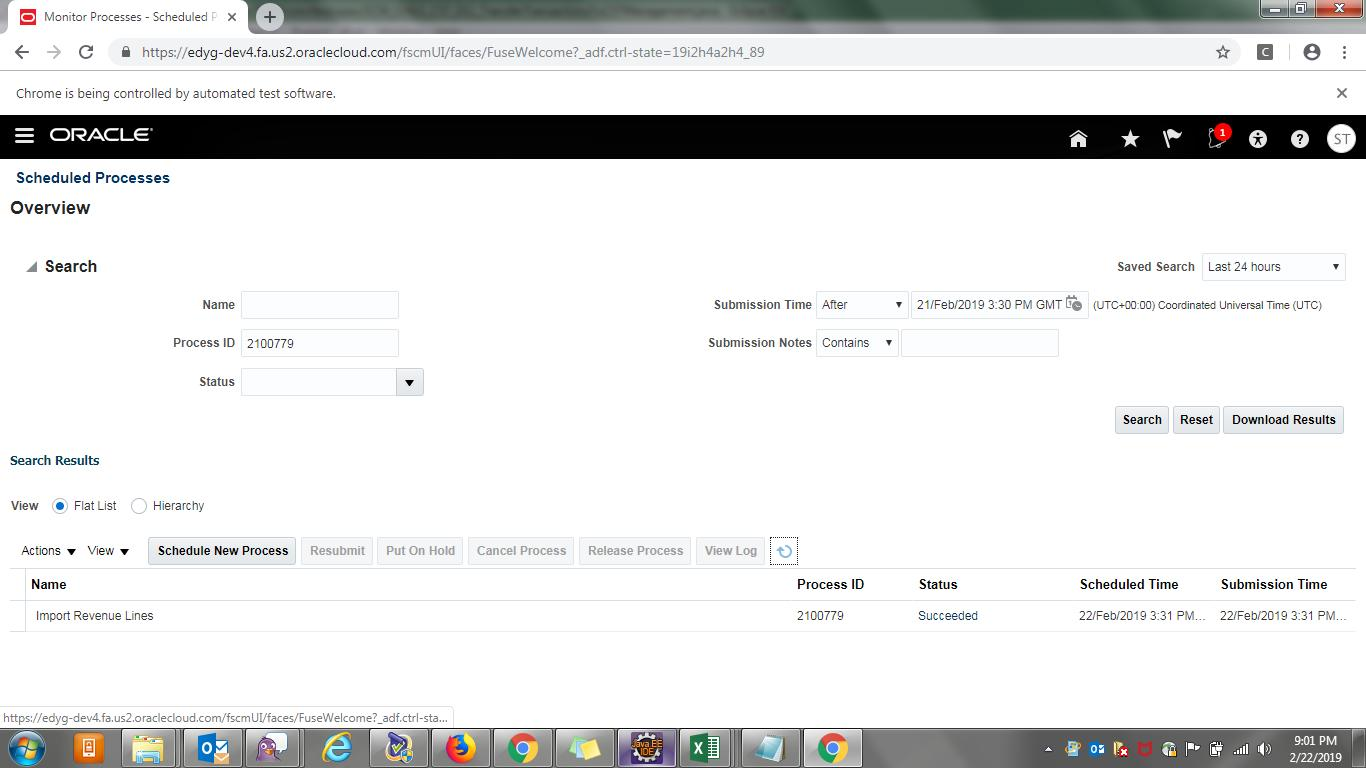 Monitor Processes - Scheduled P
https://edyg-dev4.fa.us2.oraclecloud.com/fscmUI/faces/FuseWelcome?_adf.ctrl-state=19i2h4a2h4_89
C
Chrome is being controlled by automated test software.
ORACLE
1
ST
Scheduled Processes
Overview
Search
Saved Search Last 24 hours
Name
Submission Time After 21/Feb/2019 3:30 PM GMT (UTC+00:00) Coordinated Universal Time (UTC)
Process ID 2100779
Submission Notes Contains
Status
Search Reset Download Results
Search Results
View Flat List Hierarchy
Actions View Schedule New Process Resubmit Put On Hold Cancel Process Release Process View Log
Name Process ID Status Scheduled Time Submission Time
Import Revenue Lines 2100779 Succeeded 22/Feb/2019 3:31 PM... 22/Feb/2019 3:31 PM...
https://edyg-dev4.fa.us2.oraclecloud.com/fscmUI/faces/FuseWelcome?_adf.ctrl-sta...
Java EE
IDE
9:01 PM
2/22/2019